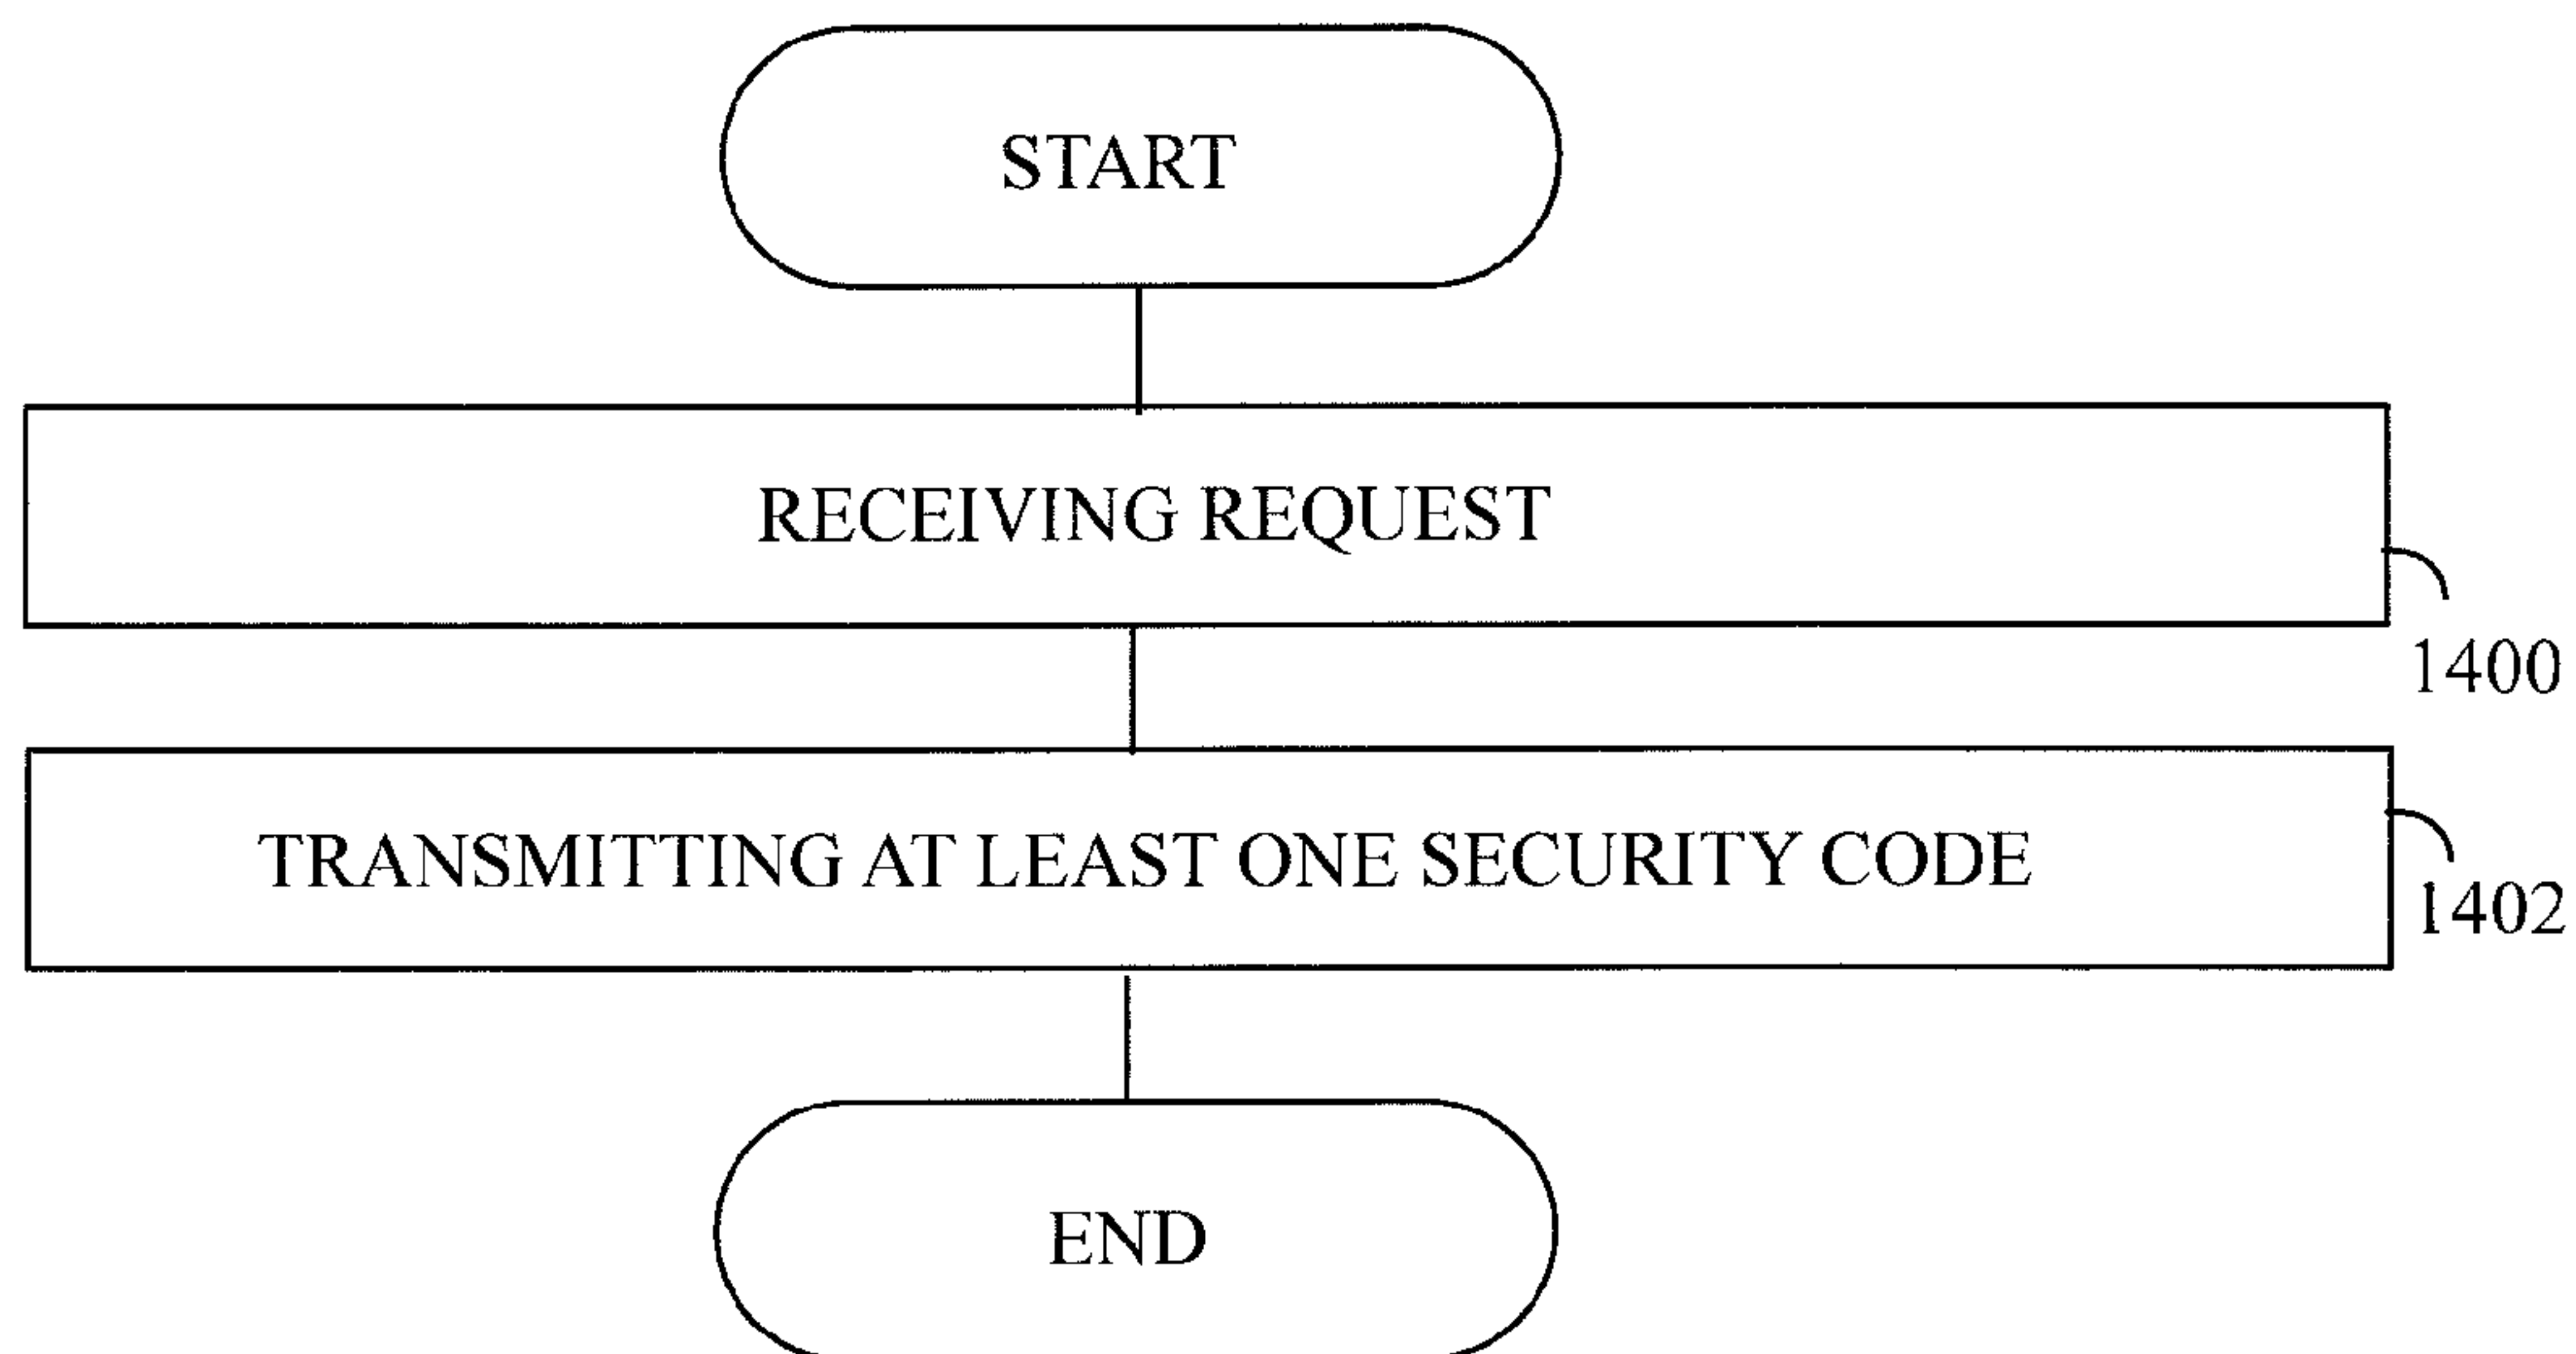 START
RECEIVING REQUEST
1400
TRANSMITTING AT LEAST ONE SECURITY CODE
1402
END